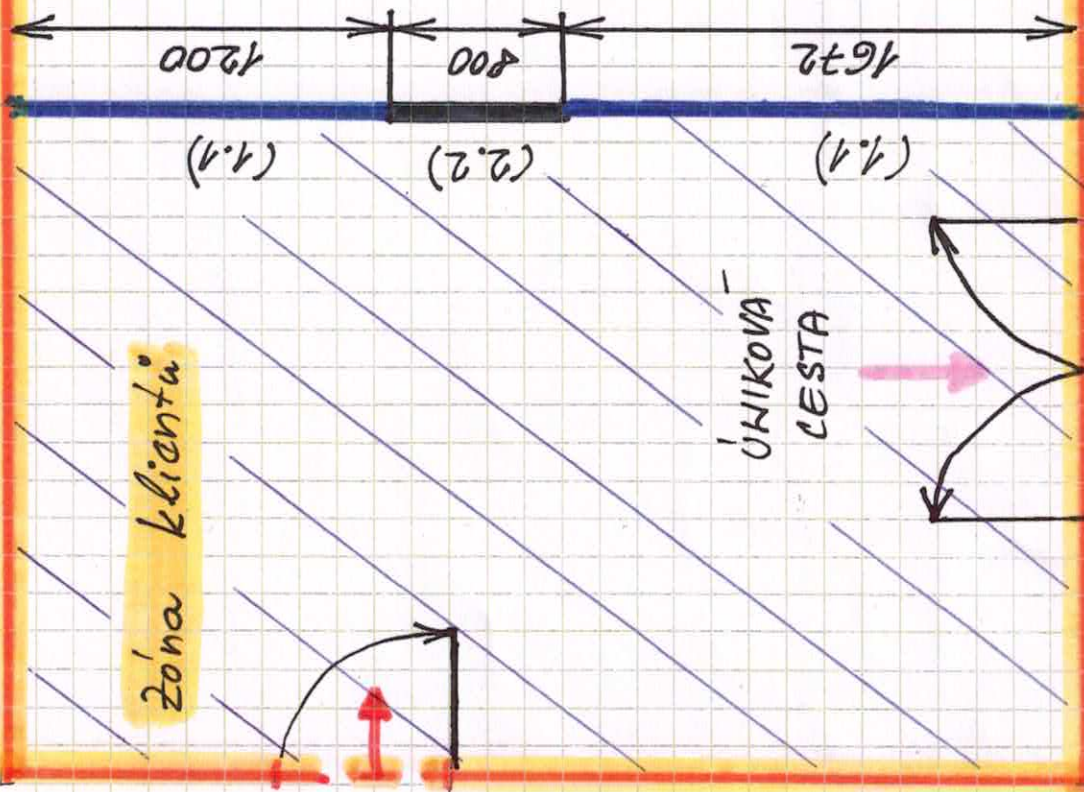 1672
800
1200
(1.1)
(2.2)
(1.1)
Zóna klientů
ÚNIKOVÁ
CESTA